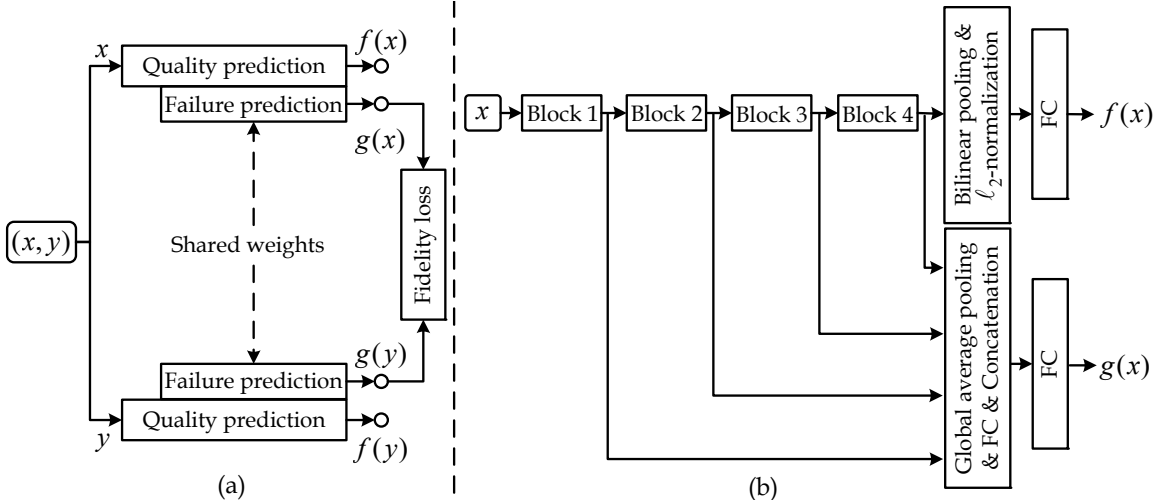 x
Quality prediction
f(x)
Failure prediction
g(x)
(x, y)
Shared weights
Fidelity loss
g(y)
Failure prediction
Quality prediction
y
f(y)
(a)
x
Block 1
Block 2
Block 3
Block 4
Bilinear pooling &
ℓ₂-normalization
FC
f(x)
Global average pooling
& FC & Concatenation
FC
g(x)
(b)